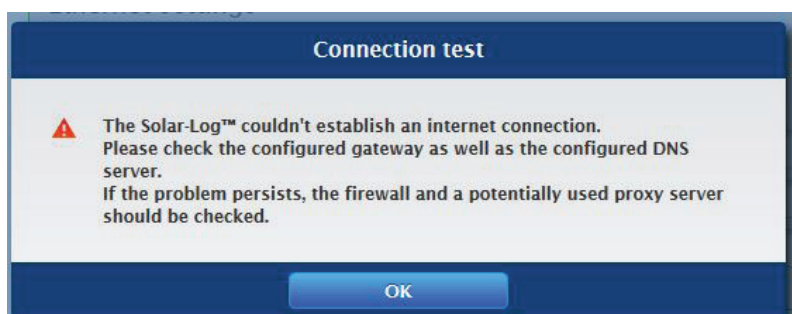 Connection test
The Solar-Log™ couldn't establish an internet connection.
Please check the configured gateway as well as the configured DNS
server.
If the problem persists, the firewall and a potentially used proxy server
should be checked.
OK